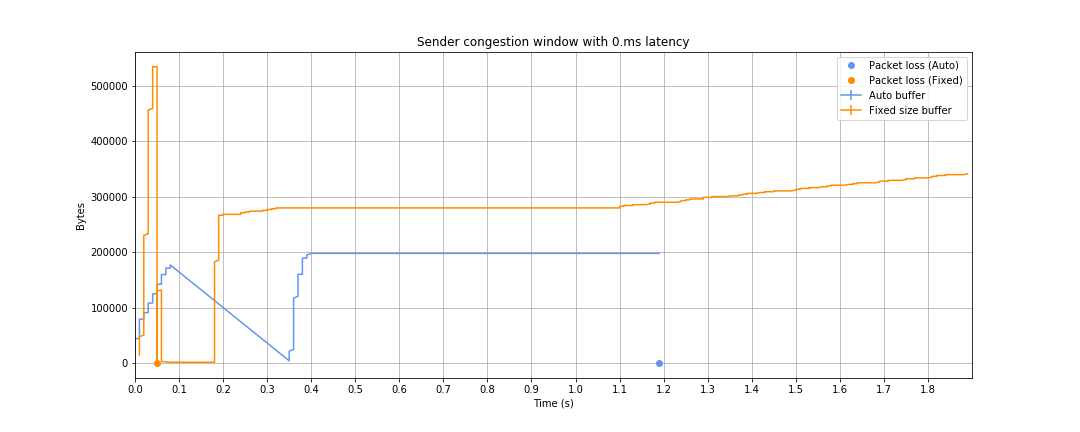 Sender congestion window with 0.ms latency
Packet loss (Auto)
Packet loss (Fixed)
Auto buffer
Fixed size buffer
Bytes
500000
400000
300000
200000
100000
0
0.0 0.1 0.2 0.3 0.4 0.5 0.6 0.7 0.8 0.9 1.0 1.1 1.2 1.3 1.4 1.5 1.6 1.7 1.8
Time (s)